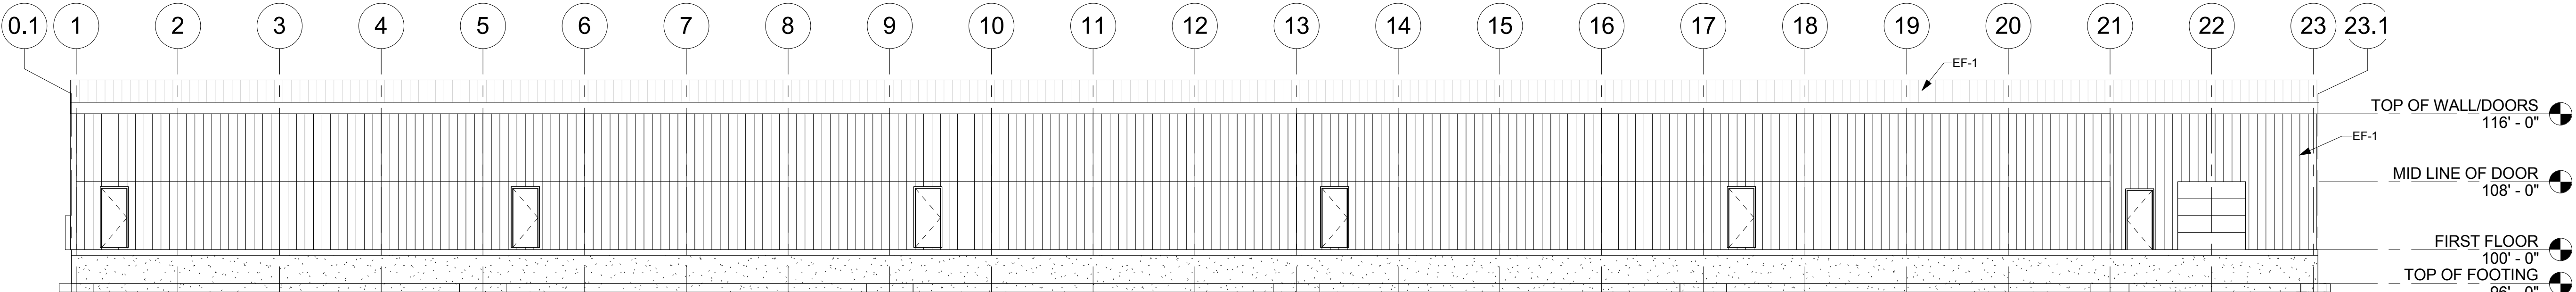 0.1 1 2 3 4 5 6 7 8 9 10 11 12 13 14 15 16 17 18 19 20 21 22 23 23.1
EF-1
TOP OF WALL/DOORS
116' - 0"
EF-1
MID LINE OF DOOR
108' - 0"
FIRST FLOOR
100' - 0"
TOP OF FOOTING
96' - 0"